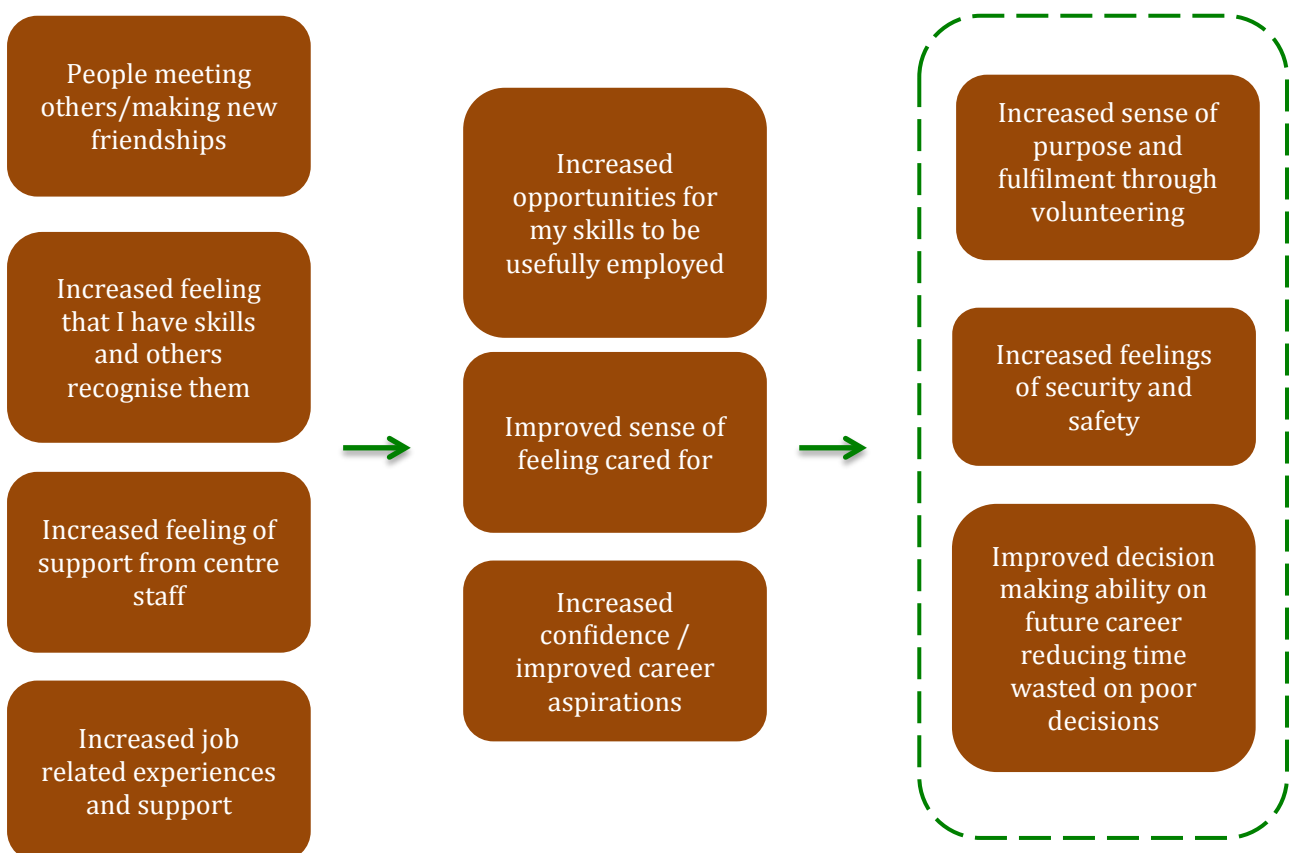 People meeting
others/making new
friendships
Increased feeling
that I have skills
and others
recognise them
Increased feeling of
support from centre
staff
Increased job
related experiences
and support
Increased
opportunities for
my skills to be
usefully employed
Improved sense of
feeling cared for
Increased
confidence /
improved career
aspirations
Increased sense of
purpose and
fulfilment through
volunteering
Increased feelings
of security and
safety
Improved decision
making ability on
future career
reducing time
wasted on poor
decisions